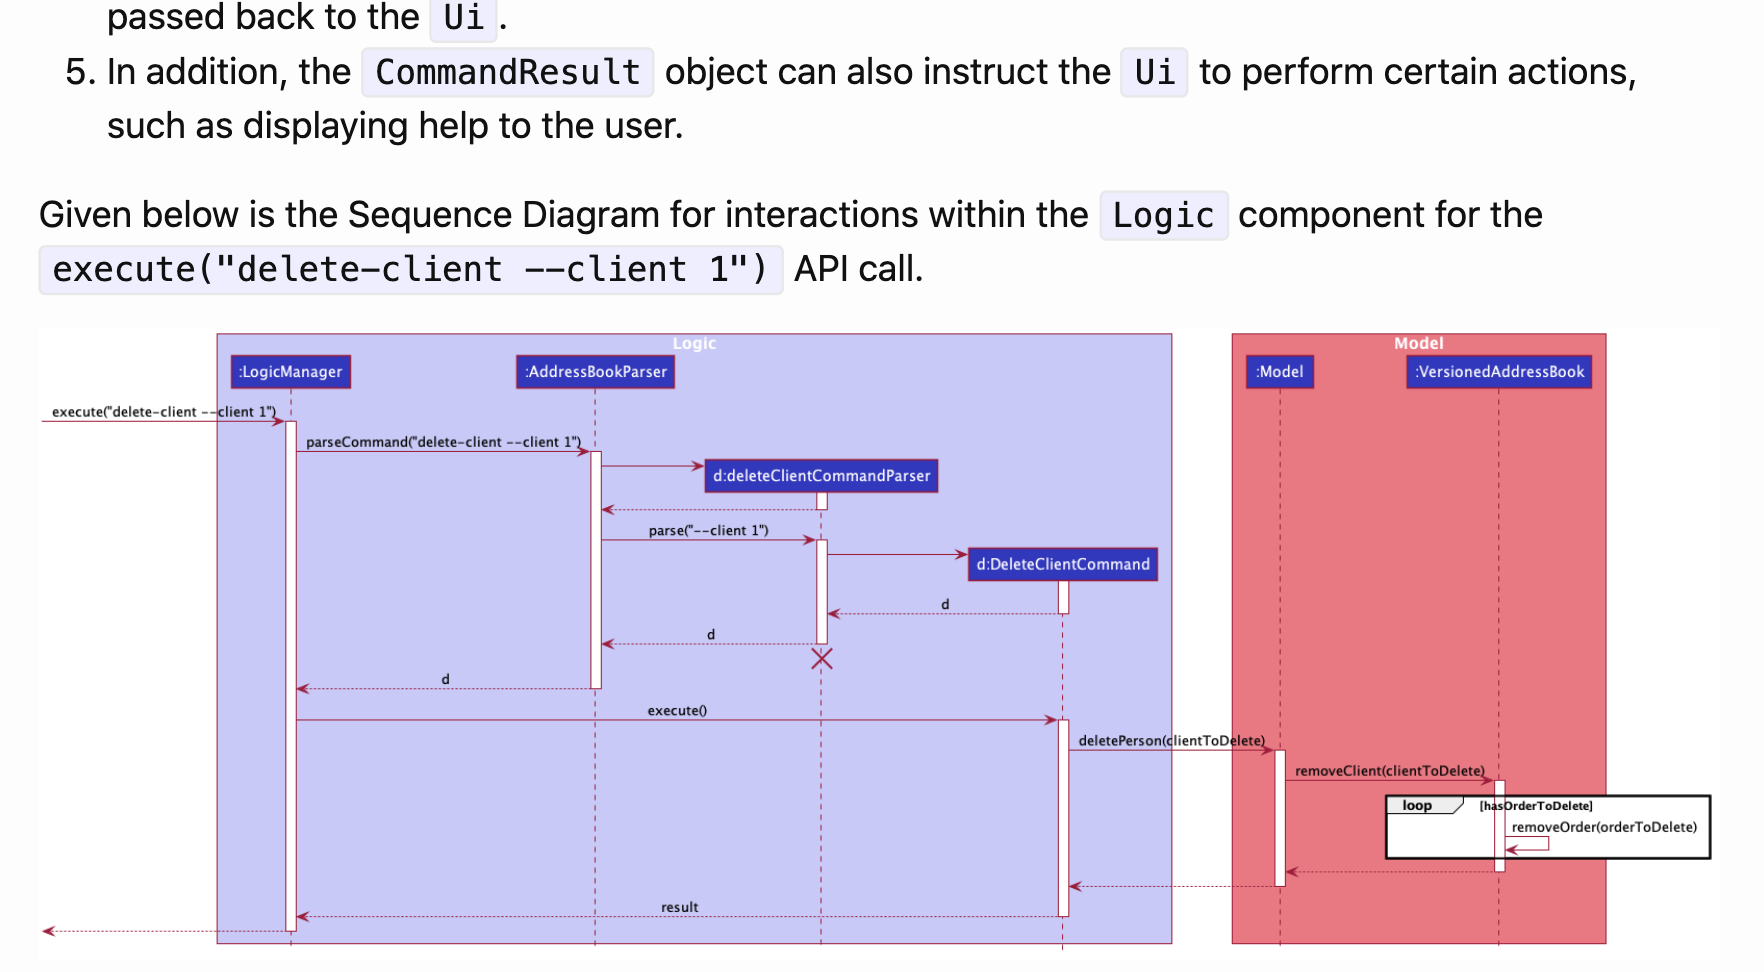 passed back to the Ui.
5. In addition, the CommandResult object can also instruct the Ui to perform certain actions,
such as displaying help to the user.
Given below is the Sequence Diagram for interactions within the Logic component for the
execute("delete-client --client 1") API call.
Logic
Model
:LogicManager
:AddressBookParser
:Model
:VersionedAddressBook
execute("delete-client --client 1")
parseCommand("delete-client --client 1")
d:deleteClientCommandParser
parse("--client 1")
d:DeleteClientCommand
d
d
d
execute()
deletePerson(clientToDelete)
removeClient(clientToDelete)
loop
[hasOrderToDelete]
removeOrder(orderToDelete)
result